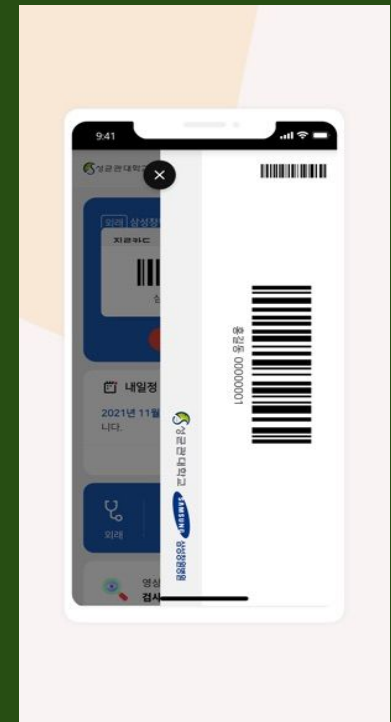 9:41
성균관대학교
외래 삼성창
진료카드
내일정
2021년 11월
니다.
외래
영상
검사
홍길동 00000001
성균관대학교 SAMSUNG 삼성창원병원